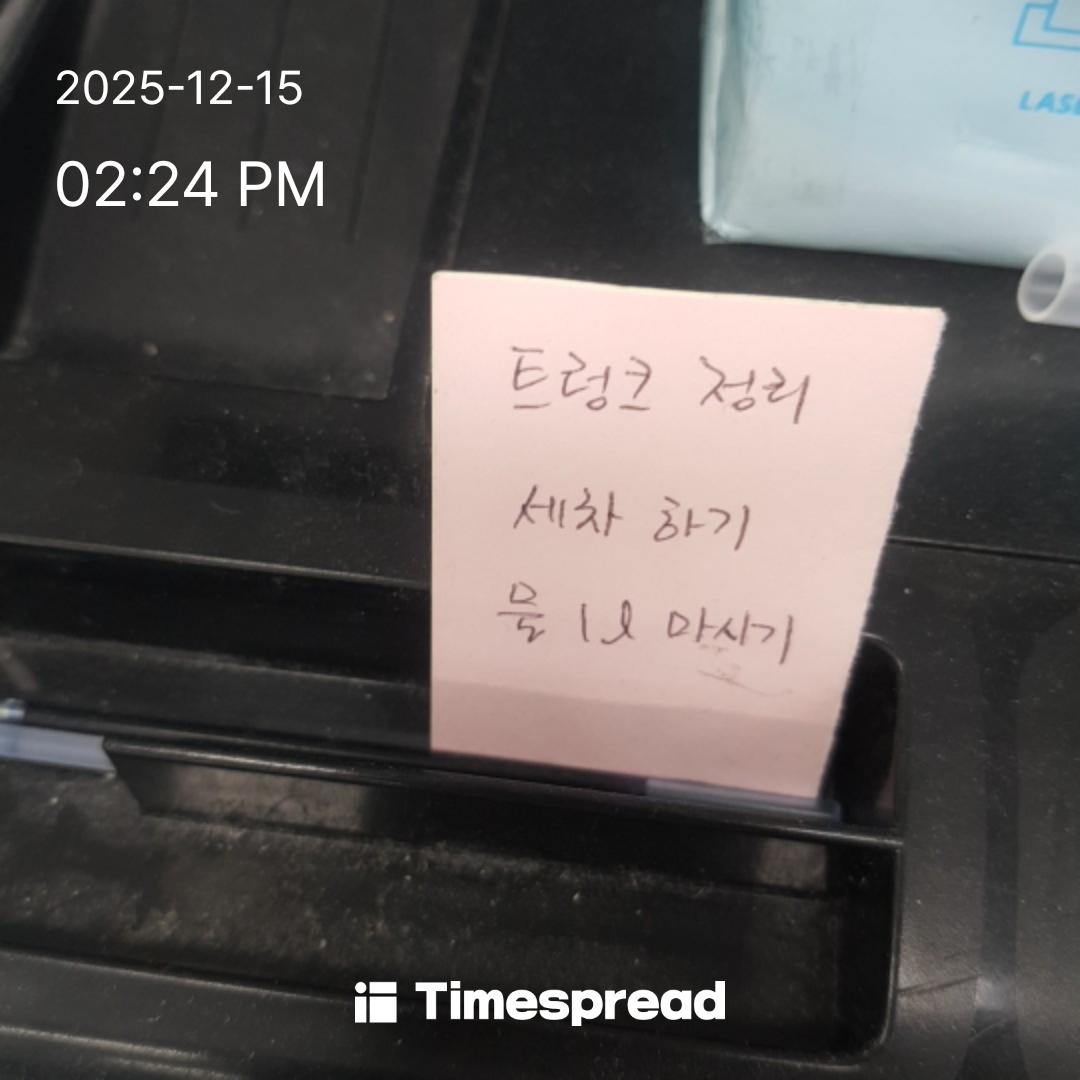 2025-12-15
02:24 PM
트렁크 정리
세차 하기
물 1l 마시기
Timespread